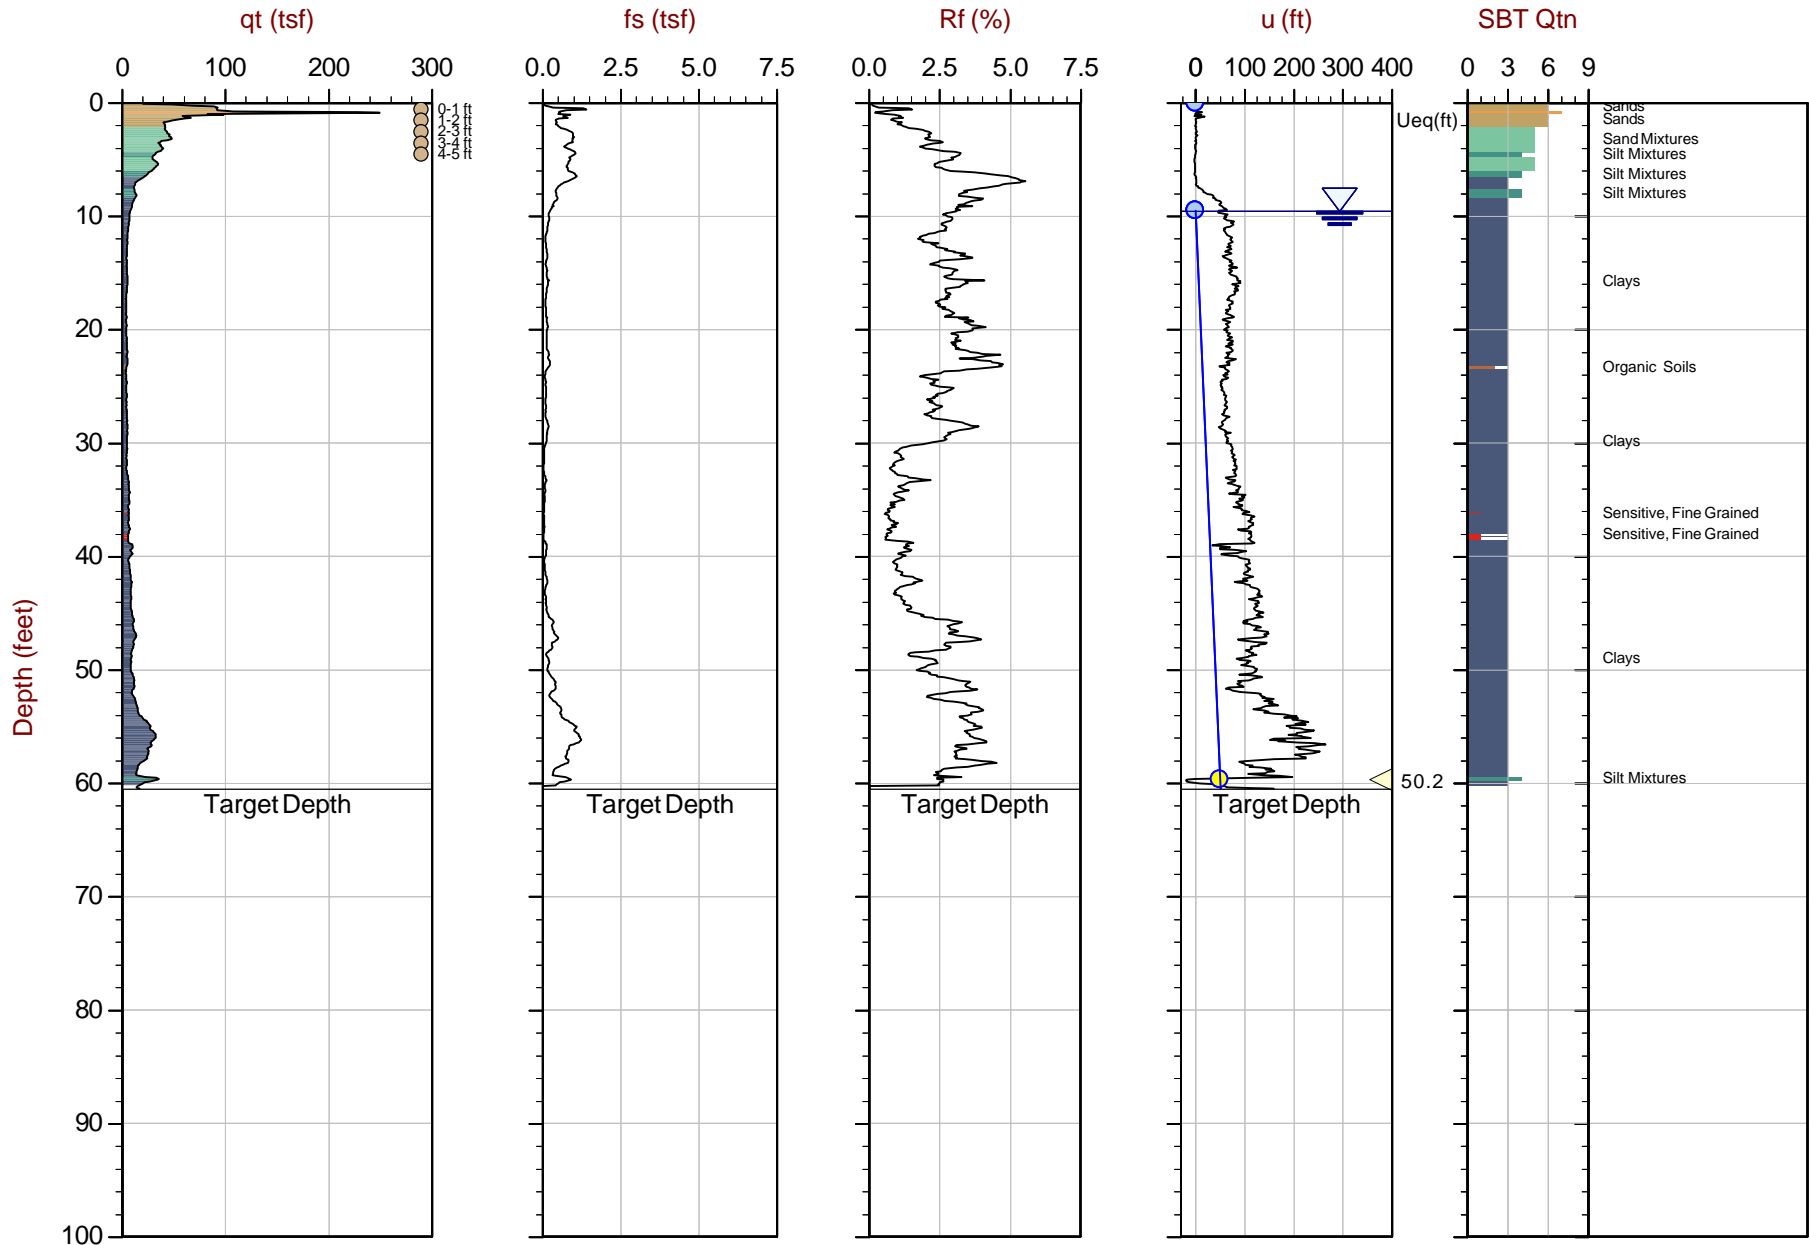 qt (tsf) fs (tsf) Rf (%) u (ft) SBT Qtn
0 100 200 300 0.0 2.5 5.0 7.5 0.0 2.5 5.0 7.5 0 100 200 300 400 0 3 6 9
0
0-1 ft
1-2 ft
2-3 ft
3-4 ft
4-5 ft
Ueq(ft)
Sands
Sands
Sand Mixtures
Silt Mixtures
Silt Mixtures
Silt Mixtures
10
Clays
20
Organic Soils
30
Clays
Sensitive, Fine Grained
Sensitive, Fine Grained
40
Depth (feet)
50
Clays
60
50.2
Silt Mixtures
Target Depth Target Depth Target Depth Target Depth
70
80
90
100